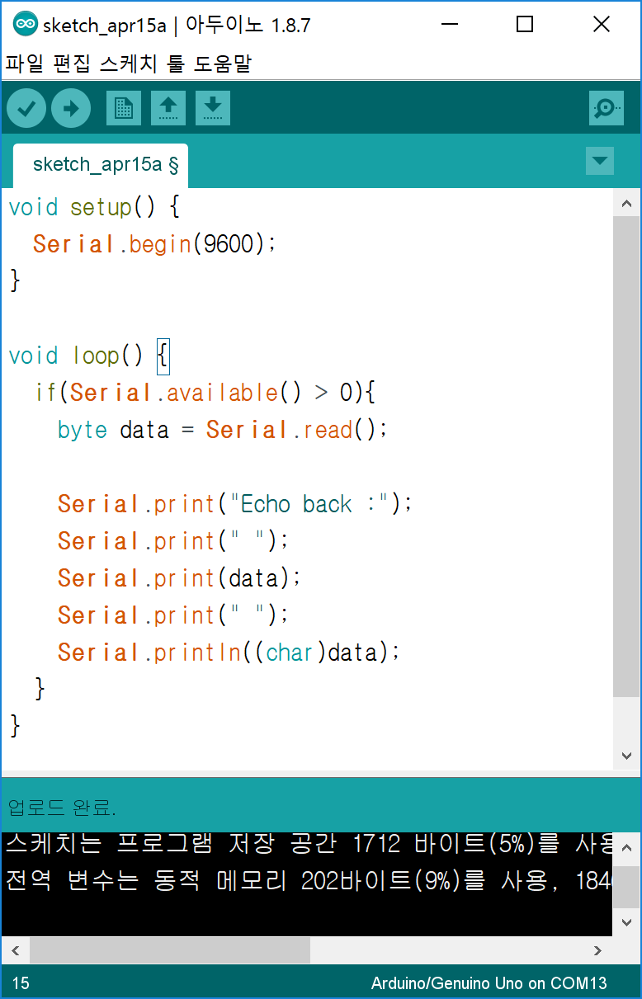 sketch_apr15a | 아두이노 1.8.7
파일 편집 스케치 툴 도움말
sketch_apr15a §
void setup() {
  Serial.begin(9600);
}
void loop() {
  if(Serial.available() > 0){
    byte data = Serial.read();
    Serial.print("Echo back :");
    Serial.print(" ");
    Serial.print(data);
    Serial.print(" ");
    Serial.println((char)data);
  }
}
업로드 완료.
스케치는 프로그램 저장 공간 1712 바이트(5%)를 사용
전역 변수는 동적 메모리 202바이트(9%)를 사용, 184
15
Arduino/Genuino Uno on COM13